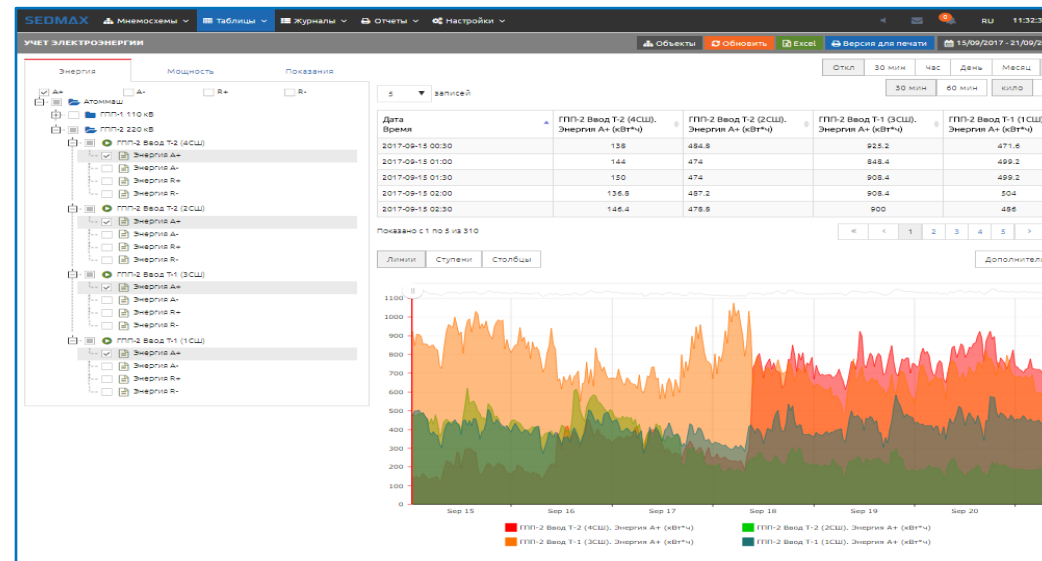 SEDMAX Мнемосхемы Таблицы Журналы Отчеты Настройки 0 RU 11:32:3
УЧЕТ ЭЛЕКТРОЭНЕРГИИ Объекты Обновить Excel Версия для печати 15/09/2017 - 21/09/2
Энергия Мощность Показания
Откл 30 мин Час День Месяц
A+ A- R+ R-
5 записей
30 мин 60 мин кило
Атоммаш
ГПП-1 110 кВ
ГПП-2 220 кВ
ГПП-2 Ввод Т-2 (4СШ)
Энергия A+
Энергия A-
Энергия R+
Энергия R-
ГПП-2 Ввод Т-2 (2СШ)
Энергия A+
Энергия A-
Энергия R+
Энергия R-
ГПП-2 Ввод Т-1 (3СШ)
Энергия A+
Энергия A-
Энергия R+
Энергия R-
ГПП-2 Ввод Т-1 (1СШ)
Энергия A+
Энергия A-
Энергия R+
Энергия R-
Дата ГПП-2 Ввод Т-2 (4СШ). ГПП-2 Ввод Т-2 (2СШ). ГПП-2 Ввод Т-1 (3СШ). ГПП-2 Ввод Т-1 (1СШ)
Время Энергия A+ (кВт*ч) Энергия A+ (кВт*ч) Энергия A+ (кВт*ч) Энергия A+ (кВт*ч)
2017-09-15 00:30 138 484.8 925.2 471.6
2017-09-15 01:00 144 474 848.4 499.2
2017-09-15 01:30 150 474 908.4 499.2
2017-09-15 02:00 136.8 487.2 908.4 504
2017-09-15 02:30 146.4 478.8 900 486
Показано с 1 по 5 из 310 « < 1 2 3 4 5 >
Линии Ступени Столбцы Дополнител
1100
1000
900
800
700
600
500
400
300
200
100
0
Sep 15 Sep 16 Sep 17 Sep 18 Sep 19 Sep 20
ГПП-2 Ввод Т-2 (4СШ). Энергия A+ (кВт*ч) ГПП-2 Ввод Т-2 (2СШ). Энергия A+ (кВт*ч)
ГПП-2 Ввод Т-1 (3СШ). Энергия A+ (кВт*ч) ГПП-2 Ввод Т-1 (1СШ). Энергия A+ (кВт*ч)